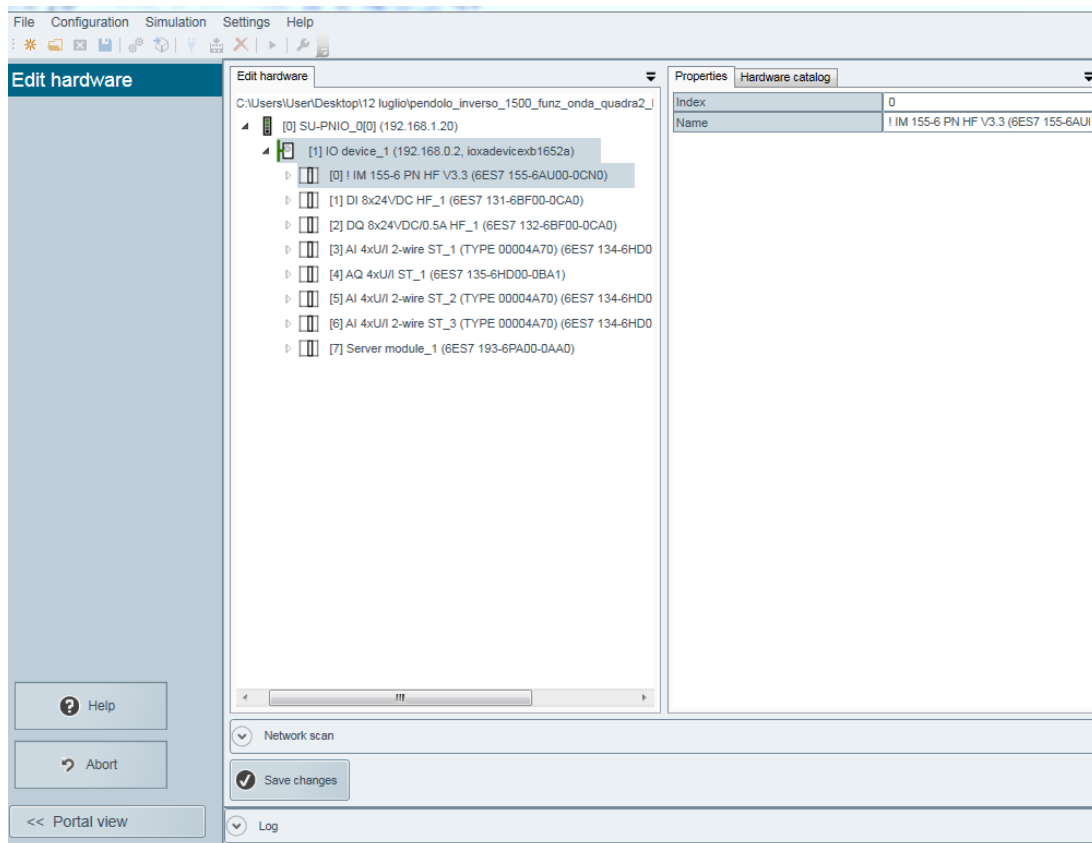 File Configuration Simulation Settings Help
Edit hardware
Edit hardware
C:\Users\User\Desktop\12 luglio\pendolo_inverso_1500_funz_onda_quadra2_
[0] SU-PNIO_0[0] (192.168.1.20)
[1] IO device_1 (192.168.0.2, ioxadevicexb1652a)
[0] ! IM 155-6 PN HF V3.3 (6ES7 155-6AU00-0CN0)
[1] DI 8x24VDC HF_1 (6ES7 131-6BF00-0CA0)
[2] DQ 8x24VDC/0.5A HF_1 (6ES7 132-6BF00-0CA0)
[3] AI 4xU/I 2-wire ST_1 (TYPE 00004A70) (6ES7 134-6HD0
[4] AQ 4xU/I ST_1 (6ES7 135-6HD00-0BA1)
[5] AI 4xU/I 2-wire ST_2 (TYPE 00004A70) (6ES7 134-6HD0
[6] AI 4xU/I 2-wire ST_3 (TYPE 00004A70) (6ES7 134-6HD0
[7] Server module_1 (6ES7 193-6PA00-0AA0)
Properties Hardware catalog
Index 0
Name ! IM 155-6 PN HF V3.3 (6ES7 155-6AU
Network scan
Save changes
Log
Help
Abort
<< Portal view